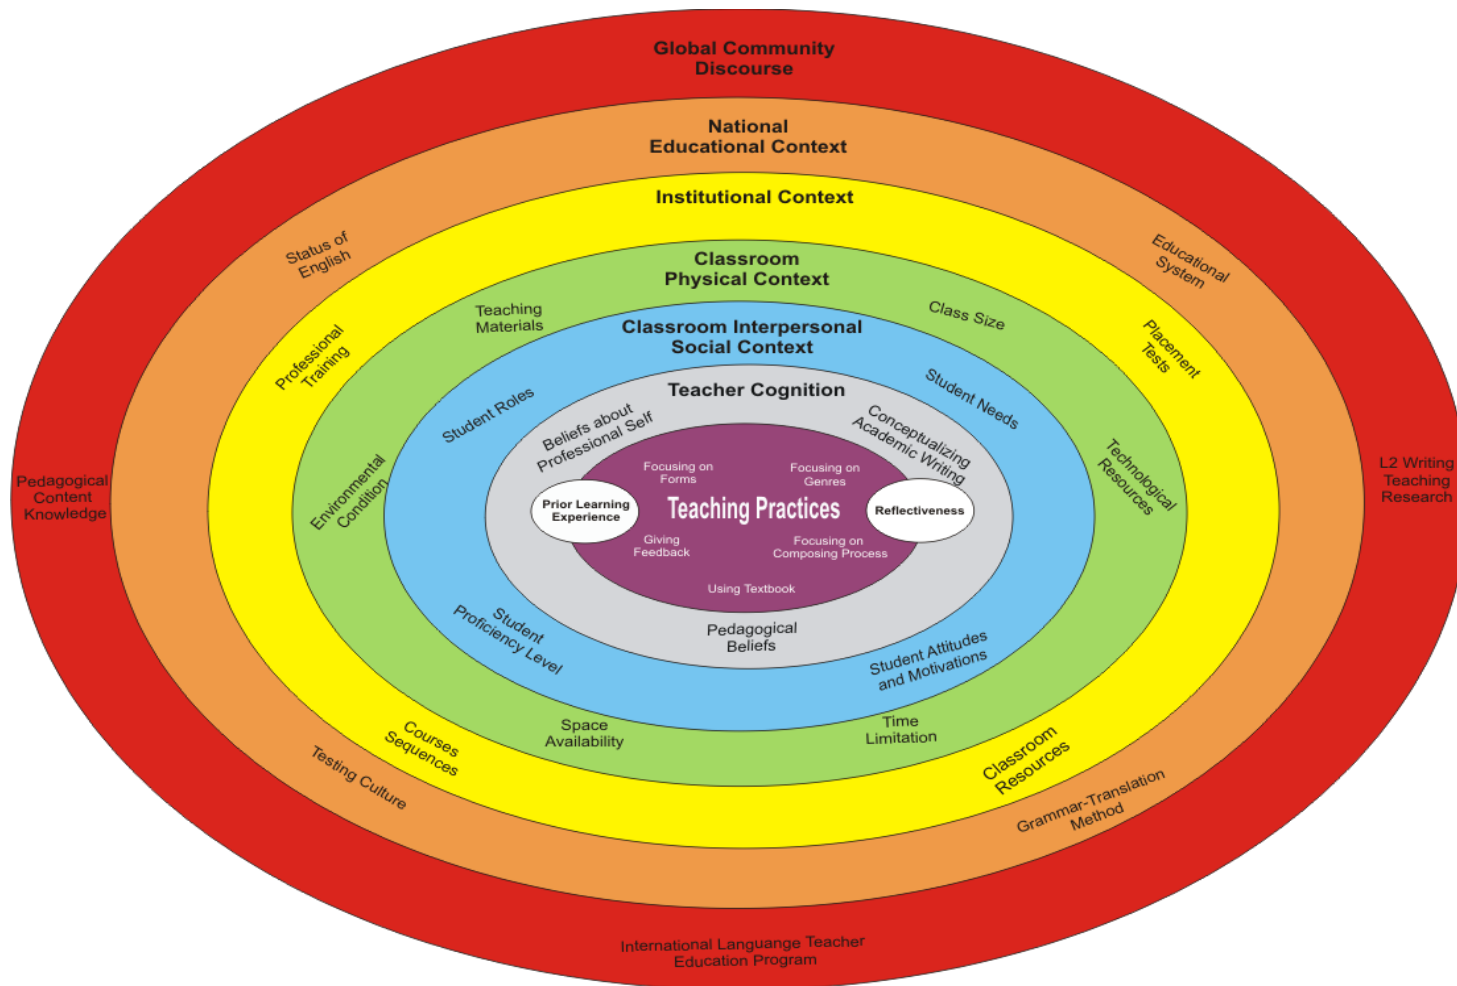 Global Community
Discourse
National
Educational Context
Institutional Context
Status of
English
Educational
System
Classroom
Physical Context
Teaching
Materials
Class Size
Professional
Training
Placement
Tests
Classroom Interpersonal
Social Context
Student Roles
Student Needs
Teacher Cognition
Beliefs about
Professional Self
Conceptualizing
Academic Writing
Pedagogical
Content
Knowledge
L2 Writing
Teaching
Research
Environmental
Condition
Technological
Resources
Focusing on
Forms
Focusing on
Genres
Prior Learning
Experience
Teaching Practices
Reflectiveness
Giving
Feedback
Focusing on
Composing Process
Using Textbook
Pedagogical
Beliefs
Student
Proficiency Level
Student Attitudes
and Motivations
Space
Availability
Time
Limitation
Courses
Sequences
Classroom
Resources
Testing Culture
Grammar-Translation
Method
International Languange Teacher
Education Program